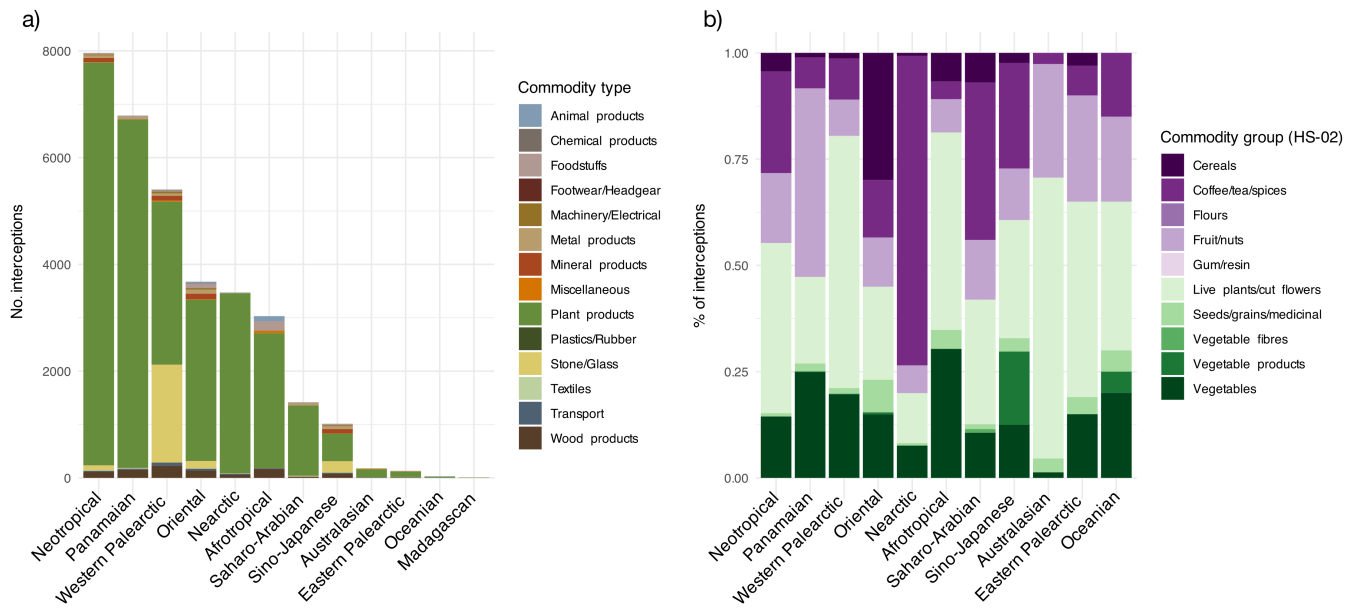 a)
No. interceptions
8000
6000
4000
2000
0
Neotropical
Panamaian
Western Palearctic
Oriental
Nearctic
Afrotropical
Saharo-Arabian
Sino-Japanese
Australasian
Eastern Palearctic
Oceanian
Madagascan
Commodity type
Animal products
Chemical products
Foodstuffs
Footwear/Headgear
Machinery/Electrical
Metal products
Mineral products
Miscellaneous
Plant products
Plastics/Rubber
Stone/Glass
Textiles
Transport
Wood products
b)
% of interceptions
1.00
0.75
0.50
0.25
0.00
Neotropical
Panamaian
Western Palearctic
Oriental
Nearctic
Afrotropical
Saharo-Arabian
Sino-Japanese
Australasian
Eastern Palearctic
Oceanian
Commodity group (HS-02)
Cereals
Coffee/tea/spices
Flours
Fruit/nuts
Gum/resin
Live plants/cut flowers
Seeds/grains/medicinal
Vegetable fibres
Vegetable products
Vegetables